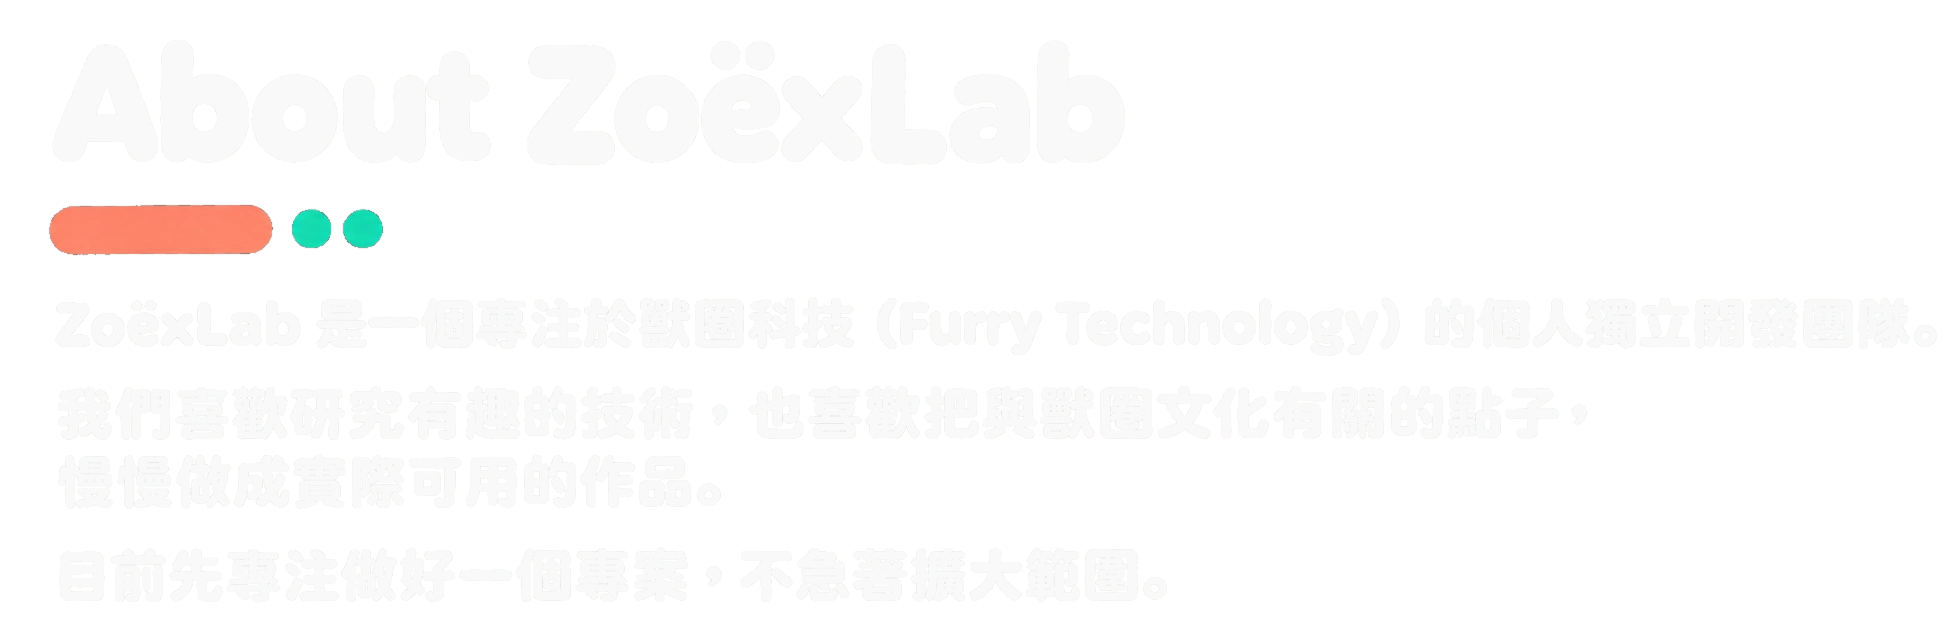 About ZoëxLab
ZoëxLab 是一個專注於獸圈科技（Furry Technology）的個人獨立開發團隊。
我們喜歡研究有趣的技術，也喜歡把與獸圈文化有關的點子，
慢慢做成實際可用的作品。
目前先專注做好一個專案，不急著擴大範圍。